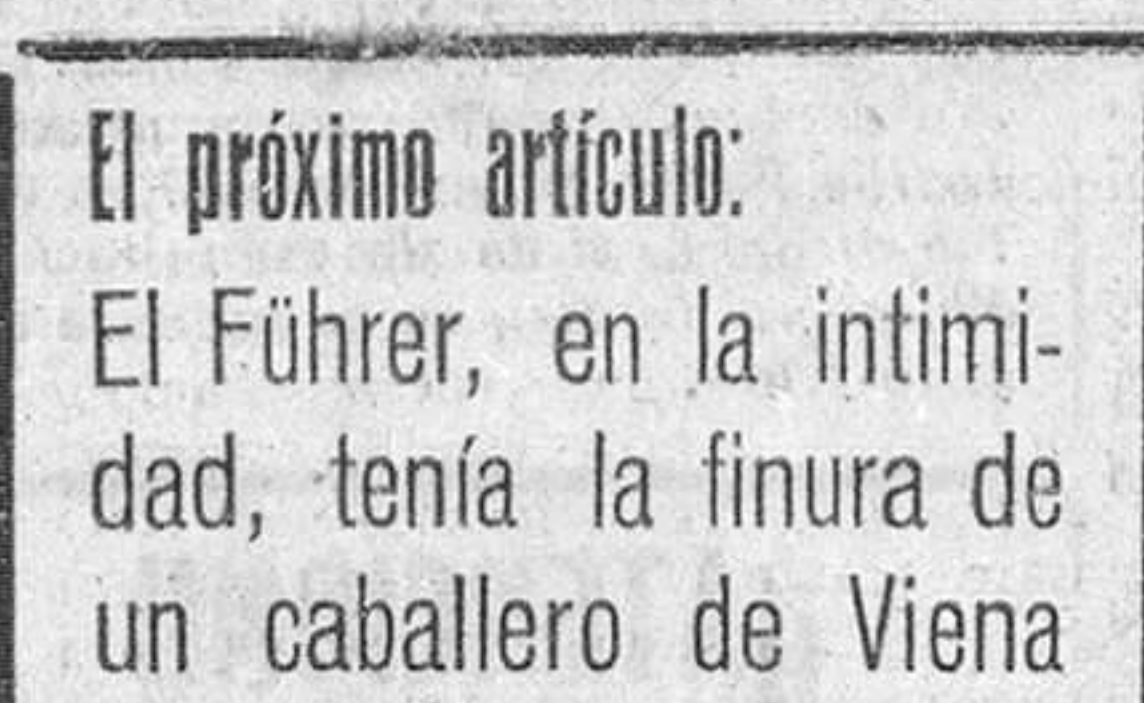 El próximo artículo:
El Führer, en la intimi-
dad, tenía la finura de
un caballero de Viena